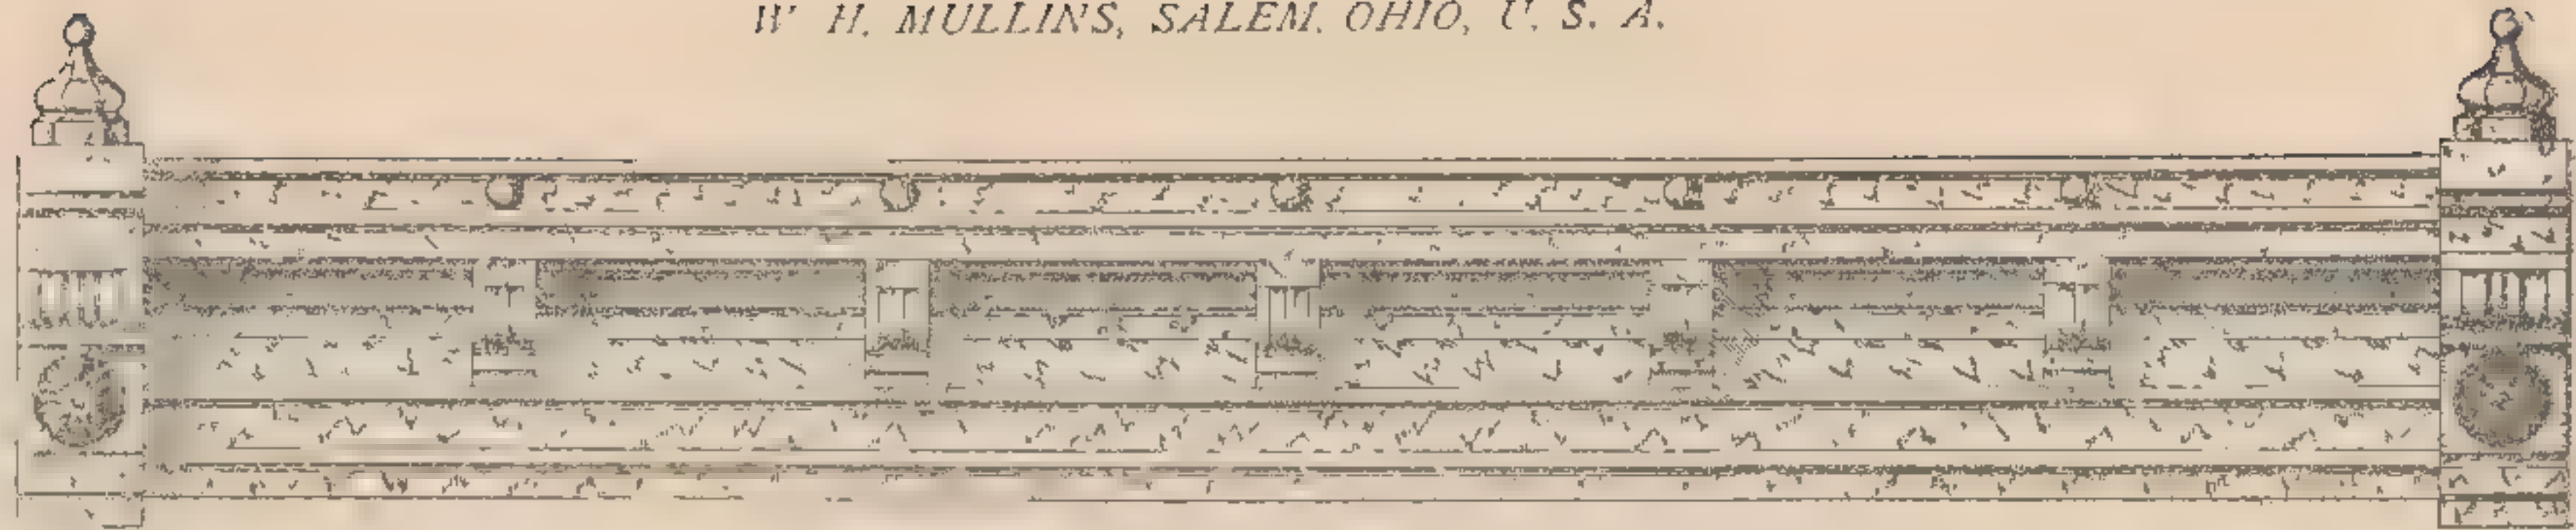 W. H. MULLINS, SALEM, OHIO, U. S. A.